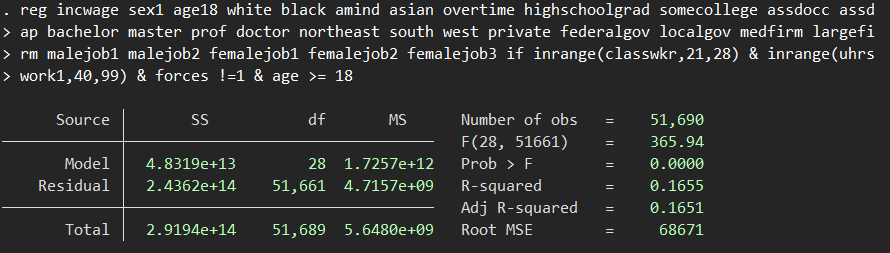 . reg incwage sex1 age18 white black amind asian overtime highschoolgrad somecollege assdocc assd
> ap bachelor master prof doctor northeast south west private federalgov localgov medfirm largefi
> rm malejob1 malejob2 femalejob1 femalejob2 femalejob3 if inrange(classwkr,21,28) & inrange(uhrs
> work1,40,99) & forces !=1 & age >= 18
Source SS df MS Number of obs = 51,690
F(28, 51661) = 365.94
Model 4.8319e+13 28 1.7257e+12 Prob > F = 0.0000
Residual 2.4362e+14 51,661 4.7157e+09 R-squared = 0.1655
Adj R-squared = 0.1651
Total 2.9194e+14 51,689 5.6480e+09 Root MSE = 68671